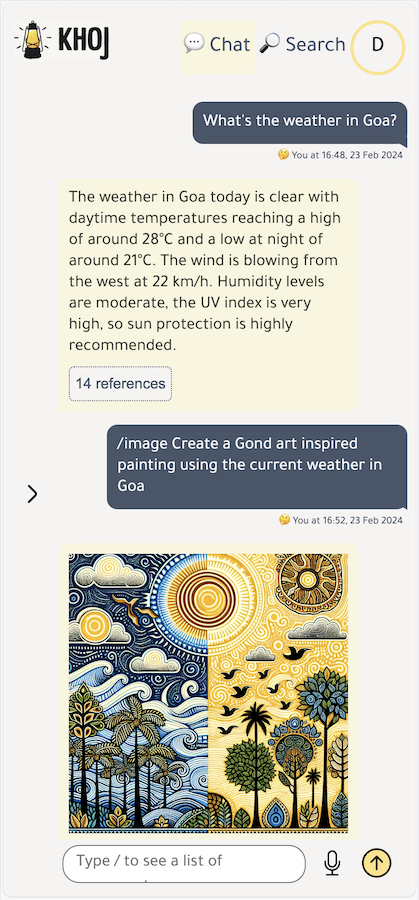 KHOJ
Chat
Search
D
What's the weather in Goa?
You at 16:48, 23 Feb 2024
The weather in Goa today is clear with
daytime temperatures reaching a high
of around 28°C and a low at night of
around 21°C. The wind is blowing from
the west at 22 km/h. Humidity levels
are moderate, the UV index is very
high, so sun protection is highly
recommended.
14 references
/image Create a Gond art inspired
painting using the current weather in
Goa
You at 16:52, 23 Feb 2024
Type / to see a list of